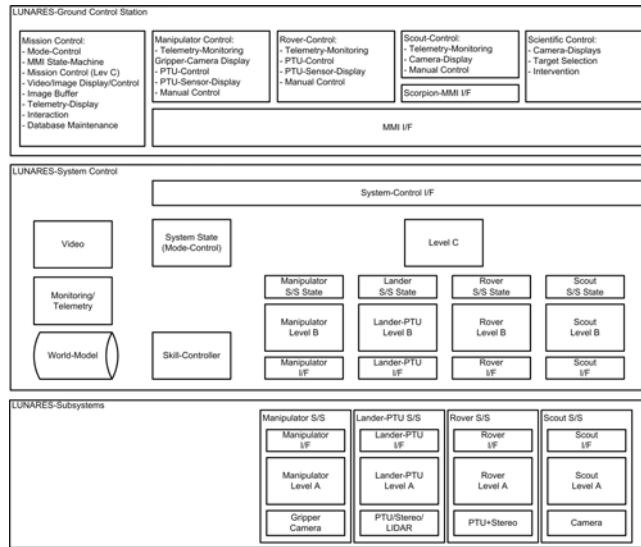 LUNARES-Ground Control Station
Mission Control:
- Mode-Control
- MMI State-Machine
- Mission Control (Lev C)
- Video/Image Display/Control
- Image Buffer
- Telemetry-Display
- Interaction
- Database Maintenance
Manipulator Control:
- Telemetry-Monitoring
Gripper-Camera Display
- PTU-Control
- PTU-Sensor-Display
- Manual Control
Rover-Control:
- Telemetry-Monitoring
- PTU-Control
- PTU-Sensor-Display
- Manual Control
Scout-Control:
- Telemetry-Monitoring
- Camera-Display
- Manual Control
Scorpion-MMI I/F
Scientific Control:
- Camera-Displays
- Target Selection
- Intervention
MMI I/F
LUNARES-System Control
System-Control I/F
Video
System State
(Mode-Control)
Level C
Monitoring/
Telemetry
Manipulator
S/S State
Lander
S/S State
Rover
S/S State
Scout
S/S State
Manipulator
Level B
Lander-PTU
Level B
Rover
Level B
Scout
Level B
World-Model
Skill-Controller
Manipulator
I/F
Lander-PTU
I/F
Rover
I/F
Scout
I/F
LUNARES-Subsystems
Manipulator S/S
Manipulator
I/F
Manipulator
Level A
Gripper
Camera
Lander-PTU S/S
Lander-PTU
I/F
Lander-PTU
Level A
PTU/Stereo/
LIDAR
Rover S/S
Rover
I/F
Rover
Level A
PTU+Stereo
Scout S/S
Scout
I/F
Scout
Level A
Camera